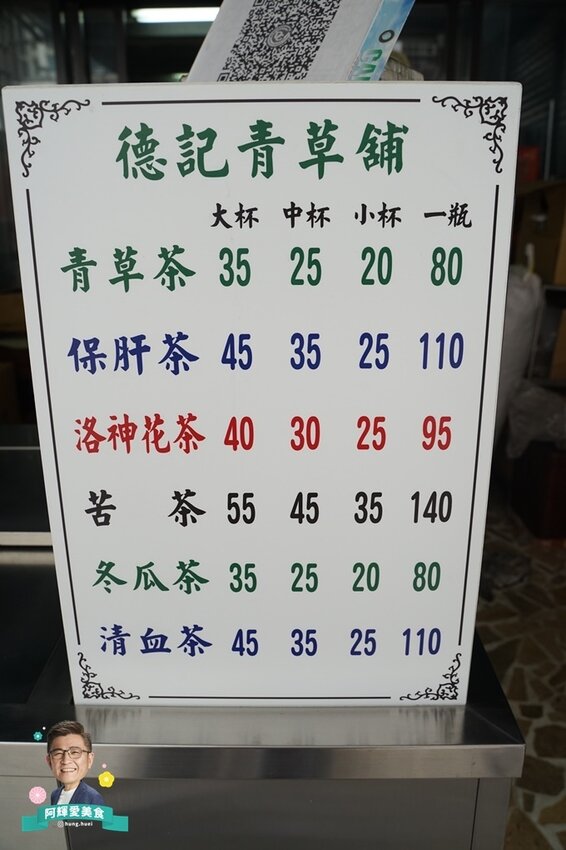 德記青草舖
大杯 中杯 小杯 一瓶
青草茶 35 25 20 80
保肝茶 45 35 25 110
洛神花茶 40 30 25 95
苦 茶 55 45 35 140
冬瓜茶 35 25 20 80
清血茶 45 35 25 110
阿輝愛美食
hung.huei